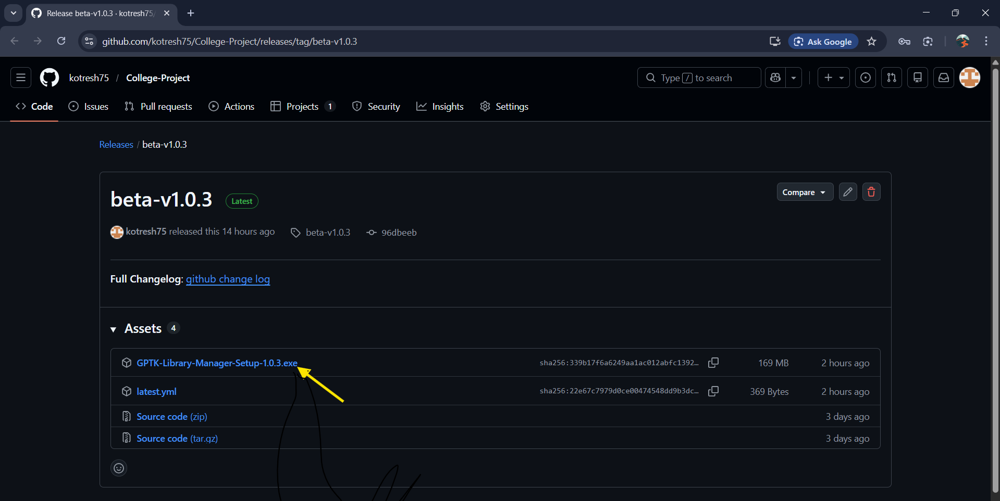 Release beta-v1.0.3 · kotresh75/
github.com/kotresh75/College-Project/releases/tag/beta-v1.0.3
Ask Google
kotresh75 / College-Project
Type / to search
Code
Issues
Pull requests
Actions
Projects 1
Security
Insights
Settings
Releases / beta-v1.0.3
beta-v1.0.3
Latest
Compare
kotresh75 released this 14 hours ago
beta-v1.0.3
96dbeeb
Full Changelog: github change log
Assets 4
GPTK-Library-Manager-Setup-1.0.3.exe
sha256:339b17f6a6249aa1ac012abfc1392…
169 MB
2 hours ago
latest.yml
sha256:22e67c7979d0ce00474548dd9b3dc…
369 Bytes
2 hours ago
Source code (zip)
3 days ago
Source code (tar.gz)
3 days ago